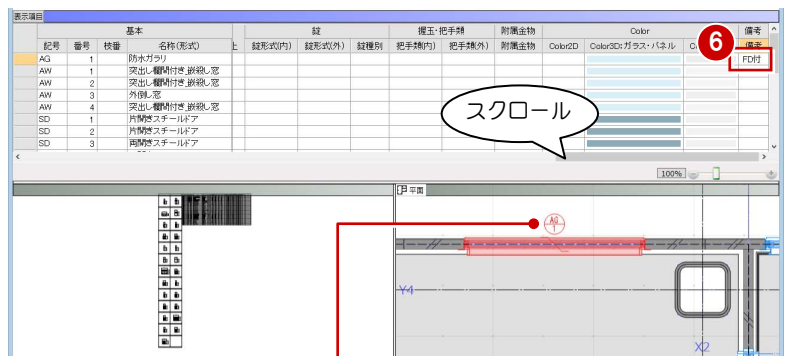 表示項目
基本 錠 握玉・把手類 附属金物 Color 備考
記号 番号 枝番 名称(形式) 錠形式(内) 錠形式(外) 錠種別 把手類(内) 把手類(外) 附属金物 Color2D Color3D:ガラス・パネル 備考
6
AG 1 防水ガラリ FD付
AW 1 突出し欄間付き_嵌殺し窓
AW 2 突出し欄間付き_嵌殺し窓
AW 3 外倒し窓
AW 4 突出し欄間付き_嵌殺し窓
SD 1 片開きスチールドア
SD 2 片開きスチールドア
SD 3 両開きスチールドア
スクロール
100%
平面
AG
1
Y4
X2